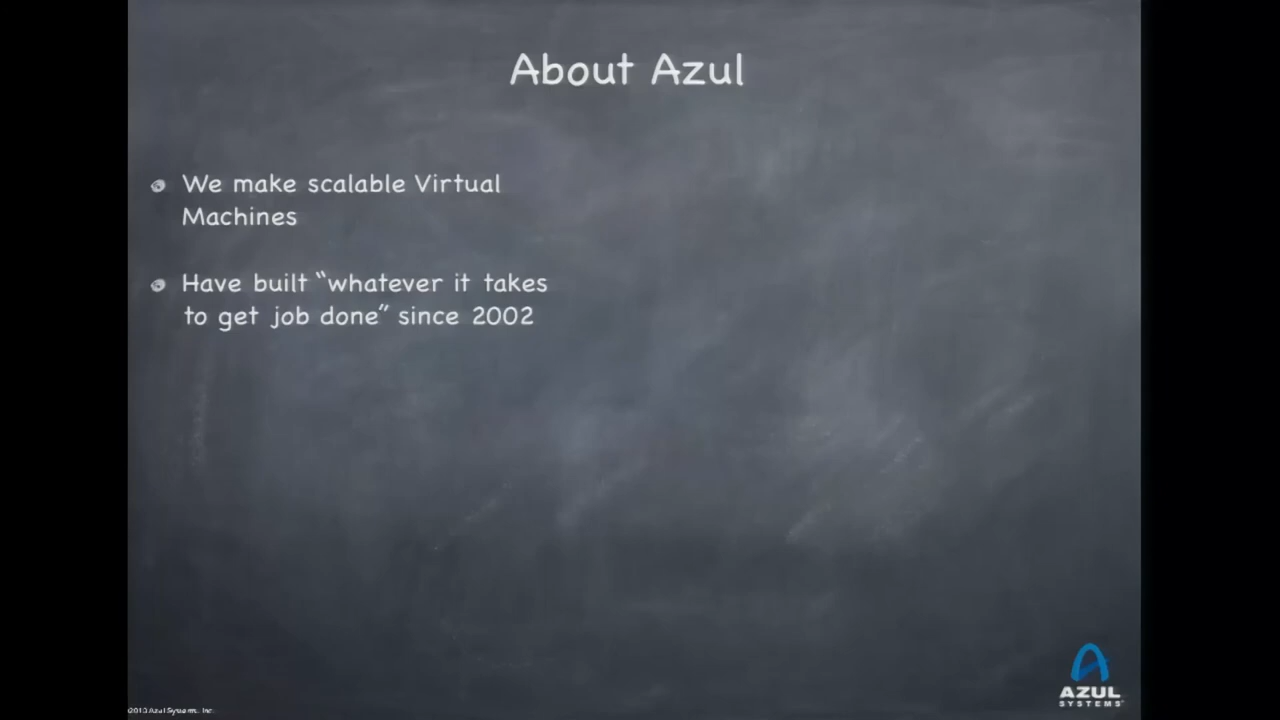 About Azul
We make scalable Virtual
Machines
Have built “whatever it takes
to get job done” since 2002
AZUL
SYSTEMS
©2013 Azul Systems, Inc.